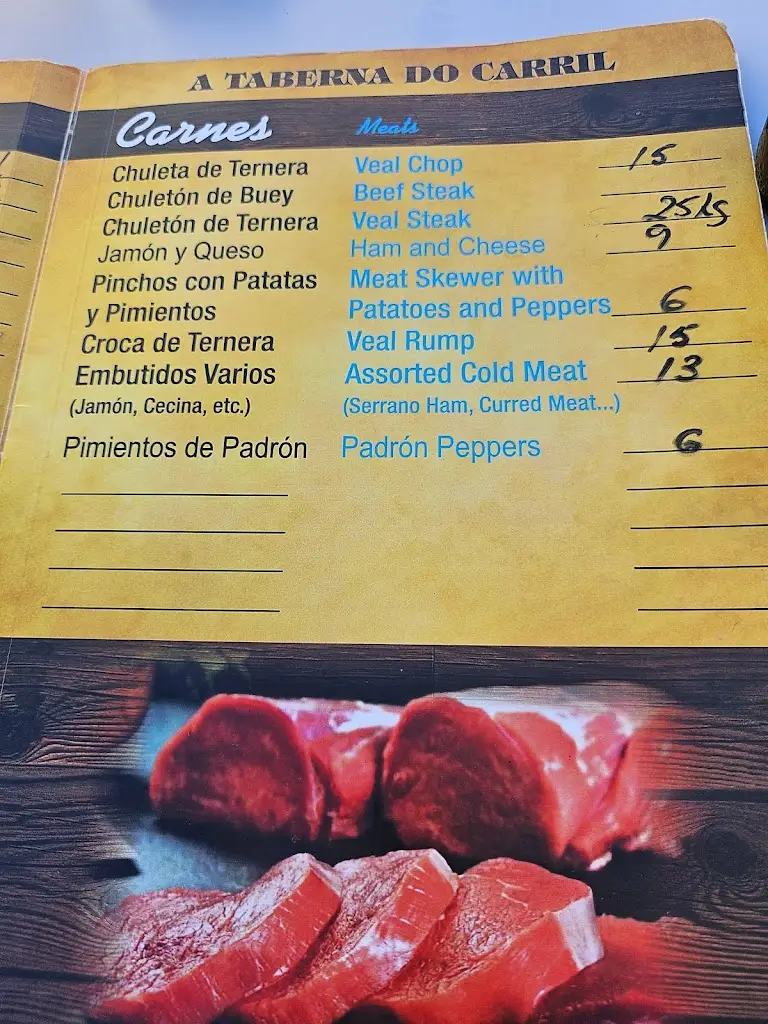 A TABERNA DO CARRIL
Carnes Meats
Chuleta de Ternera Veal Chop 15
Chuletón de Buey Beef Steak
Chuletón de Ternera Veal Steak 25kg
Jamón y Queso Ham and Cheese 9
Pinchos con Patatas Meat Skewer with
y Pimientos Patatoes and Peppers 6
Croca de Ternera Veal Rump 15
Embutidos Varios Assorted Cold Meat 13
(Jamón, Cecina, etc.) (Serrano Ham, Curred Meat...)
Pimientos de Padrón Padrón Peppers 6